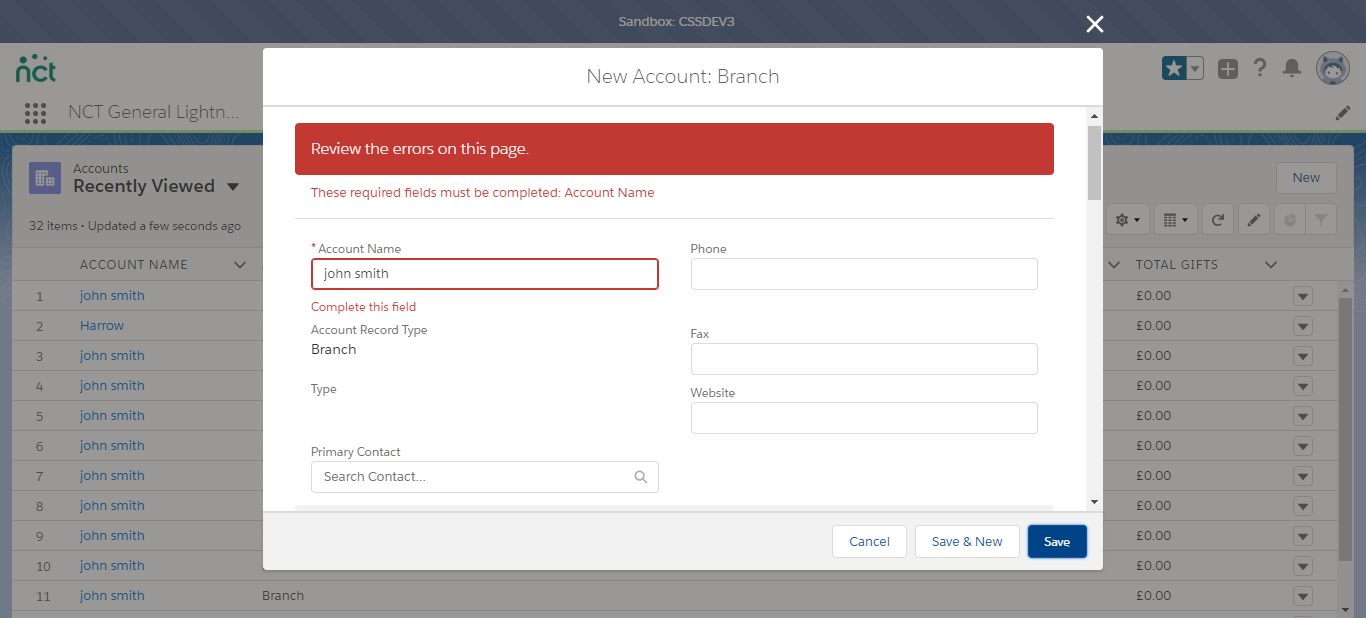 Sandbox: CSSDEV3
nct
NCT General Lightn...
New Account: Branch
Review the errors on this page.
These required fields must be completed: Account Name
* Account Name
john smith
Complete this field
Phone
Account Record Type
Branch
Fax
Type
Website
Primary Contact
Search Contact...
Cancel
Save & New
Save
Accounts
Recently Viewed
32 items • Updated a few seconds ago
New
ACCOUNT NAME
TOTAL GIFTS
1 john smith £0.00
2 Harrow £0.00
3 john smith £0.00
4 john smith £0.00
5 john smith £0.00
6 john smith £0.00
7 john smith £0.00
8 john smith £0.00
9 john smith £0.00
10 john smith £0.00
11 john smith Branch £0.00